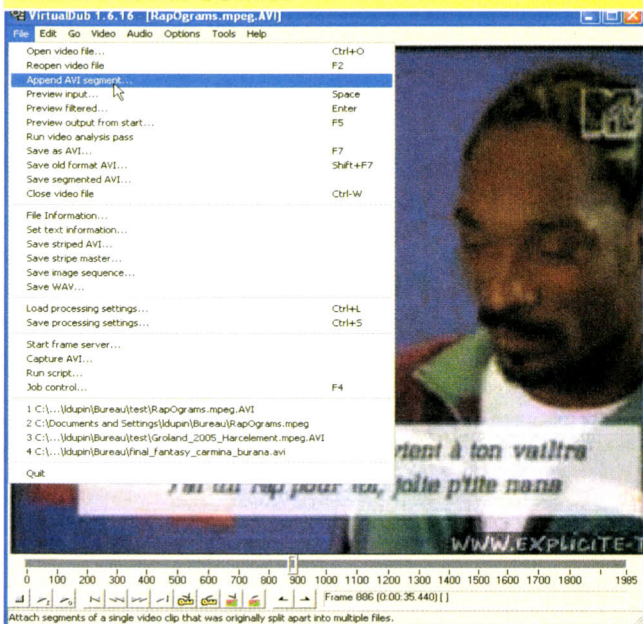 VirtualDub 1.6.16 - [RapOgrams.mpeg.AVI]
File Edit Go Video Audio Options Tools Help
Open video file... Ctrl+O
Reopen video file F2
Append AVI segment...
Preview input... Space
Preview filtered... Enter
Preview output from start... F5
Run video analysis pass
Save as AVI... F7
Save old format AVI... Shift+F7
Save segmented AVI...
Close video file Ctrl-W
File Information...
Set text information...
Save striped AVI...
Save stripe master...
Save image sequence...
Save WAV...
Load processing settings... Ctrl+L
Save processing settings... Ctrl+S
Start frame server...
Capture AVI...
Run script...
Job control... F4
1 C:\...\ldupin\Bureau\test\RapOgrams.mpeg.AVI
2 C:\Documents and Settings\ldupin\Bureau\RapOgrams.mpeg
3 C:\...\ldupin\Bureau\test\Groland_2005_Harcelement.mpeg.AVI
4 C:\...\ldupin\Bureau\final_fantasy_carmina_burana.avi
Quit
MTV
à ton
J'ai un rap pour toi, jolie p'tite nana
WWW.EXPLICITE-T
0 100 200 300 400 500 600 700 800 900 1000 1100 1200 1300 1400 1500 1600 1700 1800 1985
Frame 886 (0:00:35.440) [ ]
Attach segments of a single video clip that was originally split apart into multiple files.